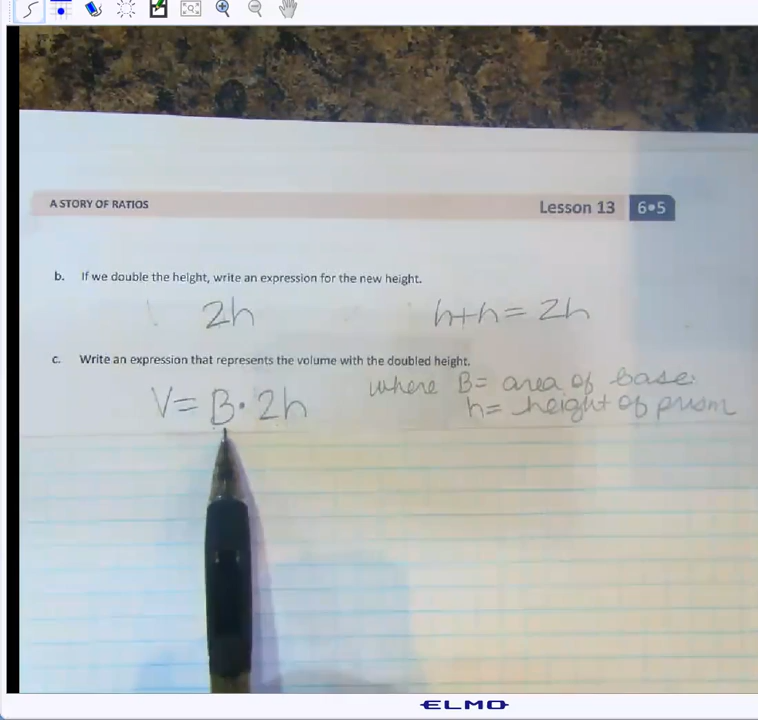 A STORY OF RATIOS
Lesson 13 6•5
b. If we double the height, write an expression for the new height.
2h h+h = 2h
c. Write an expression that represents the volume with the doubled height.
V = B · 2h
where B = area of base
h = height of prism
ELMO